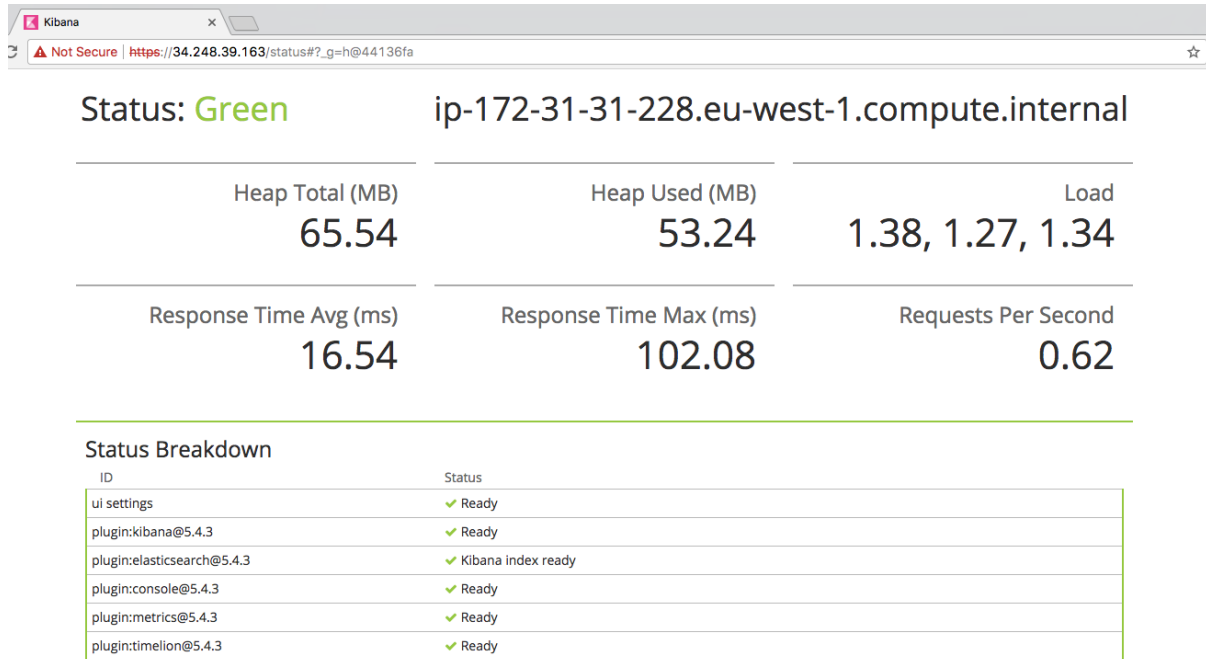 Kibana
Not Secure | https://34.248.39.163/status#?_g=h@44136fa
Status: Green
ip-172-31-31-228.eu-west-1.compute.internal
Heap Total (MB)
65.54
Heap Used (MB)
53.24
Load
1.38, 1.27, 1.34
Response Time Avg (ms)
16.54
Response Time Max (ms)
102.08
Requests Per Second
0.62
Status Breakdown
ID Status
ui settings Ready
plugin:kibana@5.4.3 Ready
plugin:elasticsearch@5.4.3 Kibana index ready
plugin:console@5.4.3 Ready
plugin:metrics@5.4.3 Ready
plugin:timelion@5.4.3 Ready